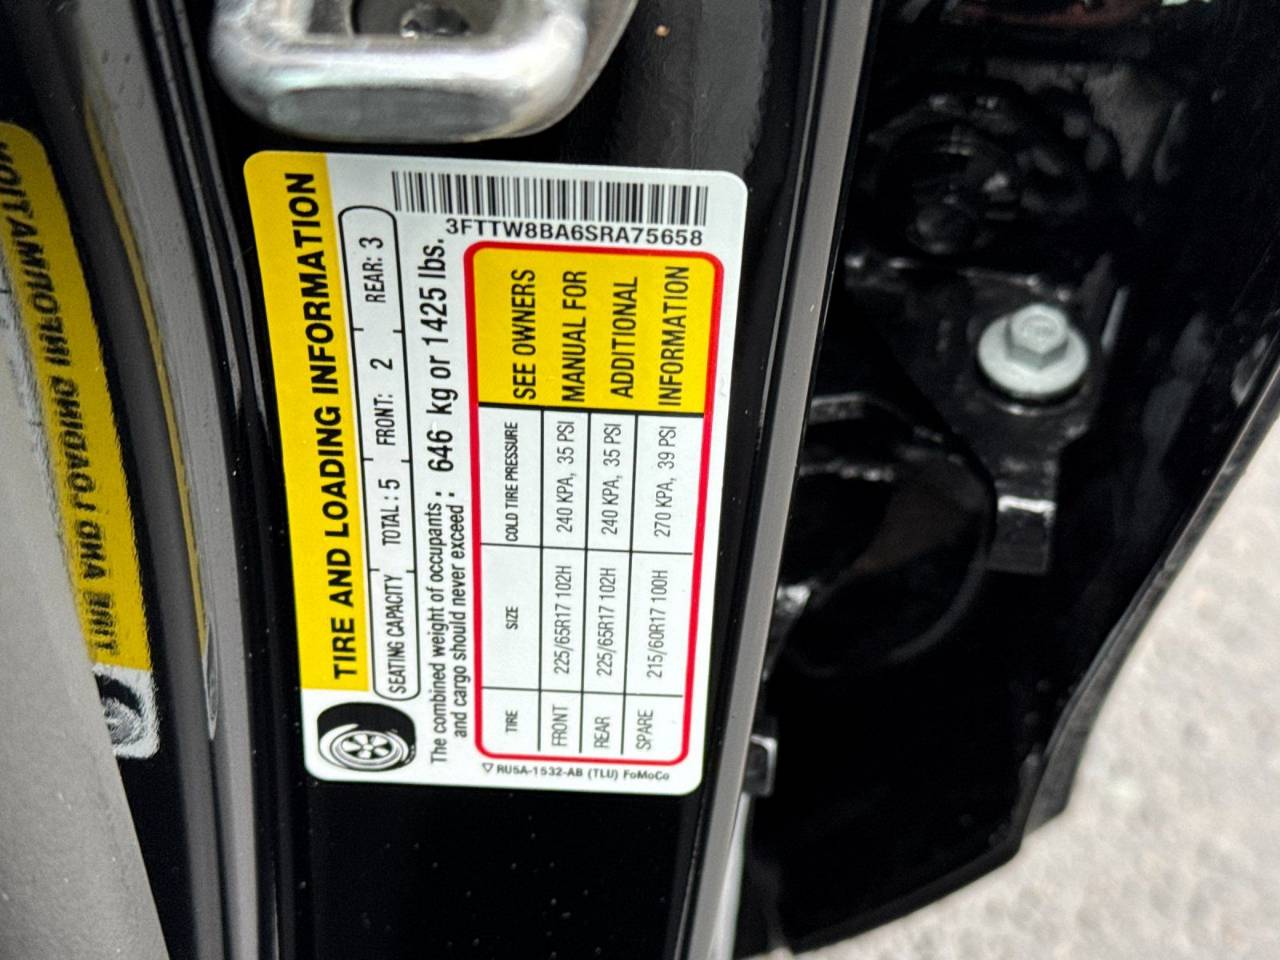 TIRE AND LOADING INFORMATION
SEATING CAPACITY TOTAL : 5 FRONT: 2 REAR: 3
3FTTW8BA6SRA75658
The combined weight of occupants :
and cargo should never exceed : 646 kg or 1425 lbs.
TIRE SIZE COLD TIRE PRESSURE
FRONT 225/65R17 102H 240 KPA, 35 PSI
REAR 225/65R17 102H 240 KPA, 35 PSI
SPARE 215/60R17 100H 270 KPA, 39 PSI
SEE OWNERS
MANUAL FOR
ADDITIONAL
INFORMATION
RU5A-1532-AB (TLU) FoMoCo